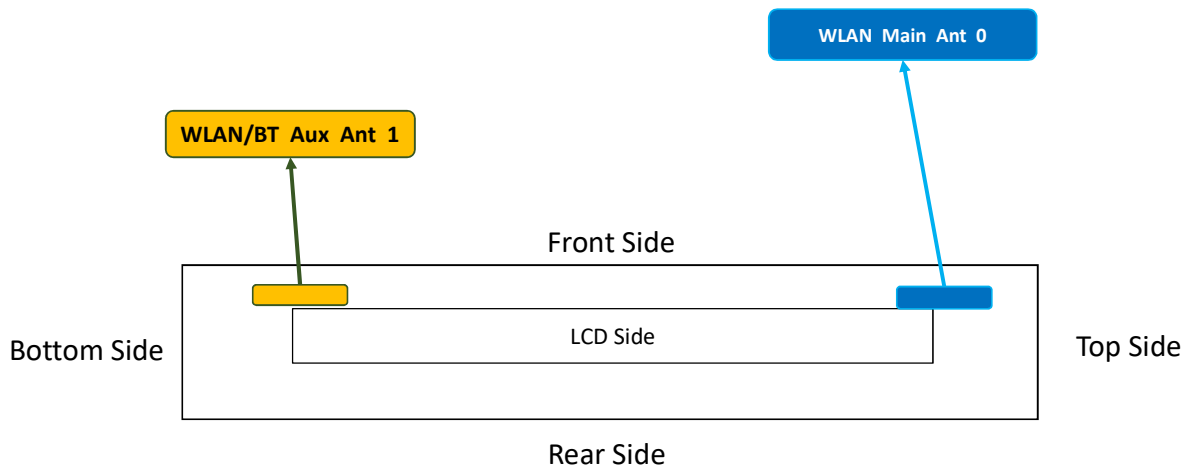 WLAN Main Ant 0
WLAN/BT Aux Ant 1
Front Side
LCD Side
Bottom Side
Top Side
Rear Side